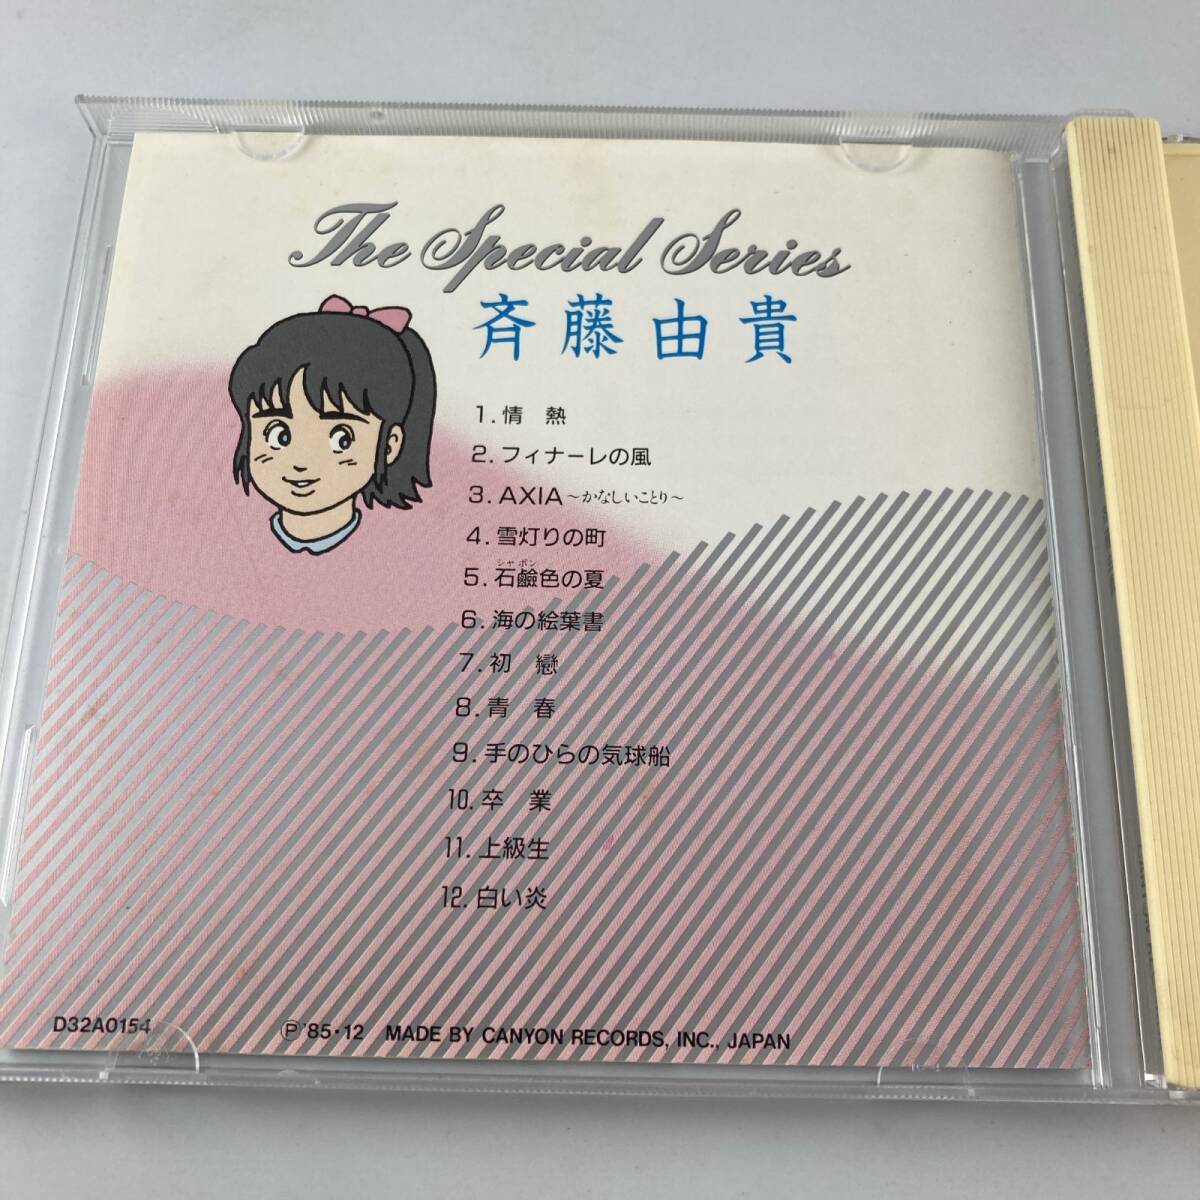 The Special Series
斉藤由貴
1. 情 熱
2. フィナーレの風
3. AXIA～かなしいことり～
4. 雪灯りの町
シャボン
5. 石鹼色の夏
6. 海の絵葉書
7. 初 戀
8. 青 春
9. 手のひらの気球船
10. 卒 業
11. 上級生
12. 白い炎
D32A0154
Ⓟ'85・12 MADE BY CANYON RECORDS, INC., JAPAN